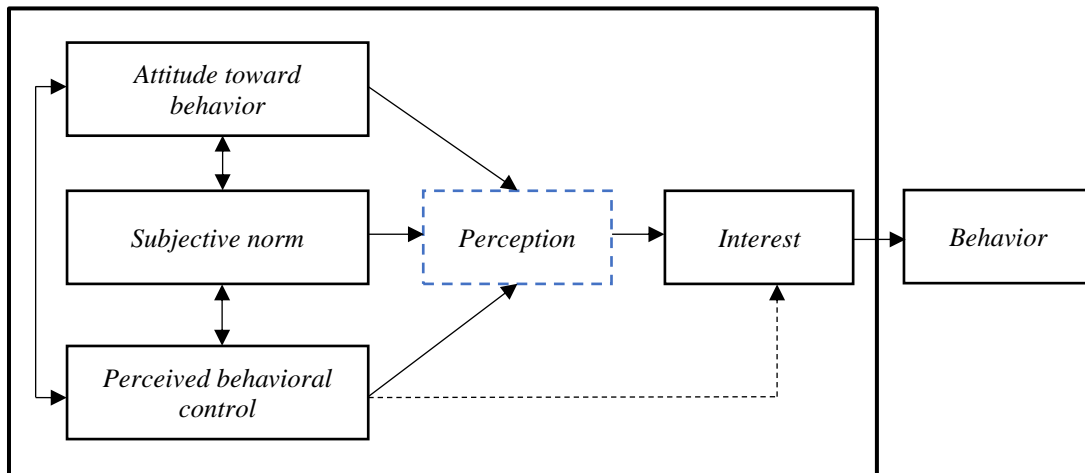 Attitude toward
behavior
Subjective norm
Perception
Interest
Behavior
Perceived behavioral
control